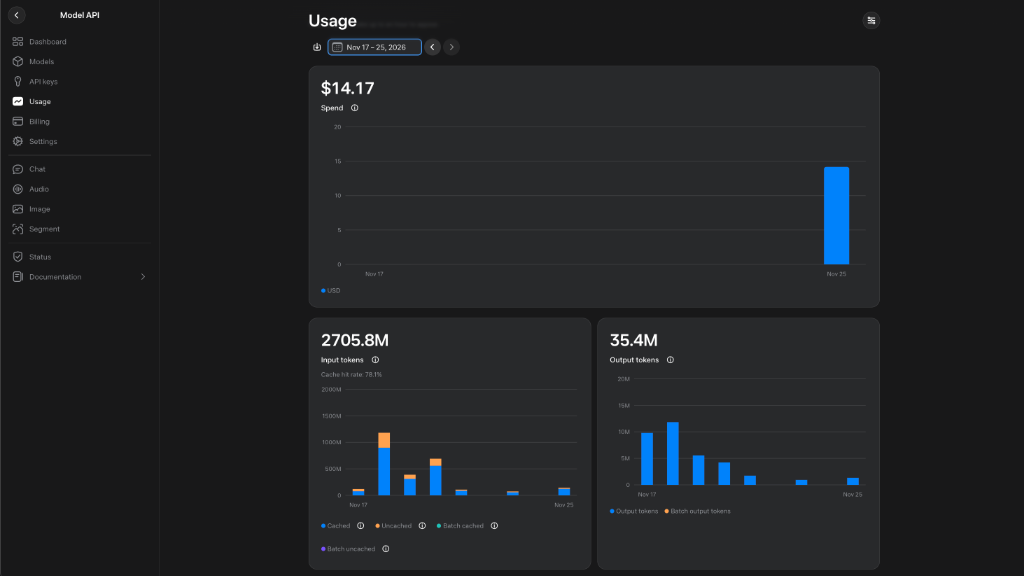 Model API
Dashboard
Models
API keys
Usage
Billing
Settings
Chat
Audio
Image
Segment
Status
Documentation
Usage
Nov 17 – 25, 2026
$14.17
Spend
20
15
10
5
0
Nov 17
Nov 25
USD
2705.8M
Input tokens
Cache hit rate: 78.1%
2000M
1500M
1000M
500M
0
Nov 17
Nov 25
Cached
Uncached
Batch cached
Batch uncached
35.4M
Output tokens
20M
15M
10M
5M
0
Nov 17
Nov 25
Output tokens
Batch output tokens